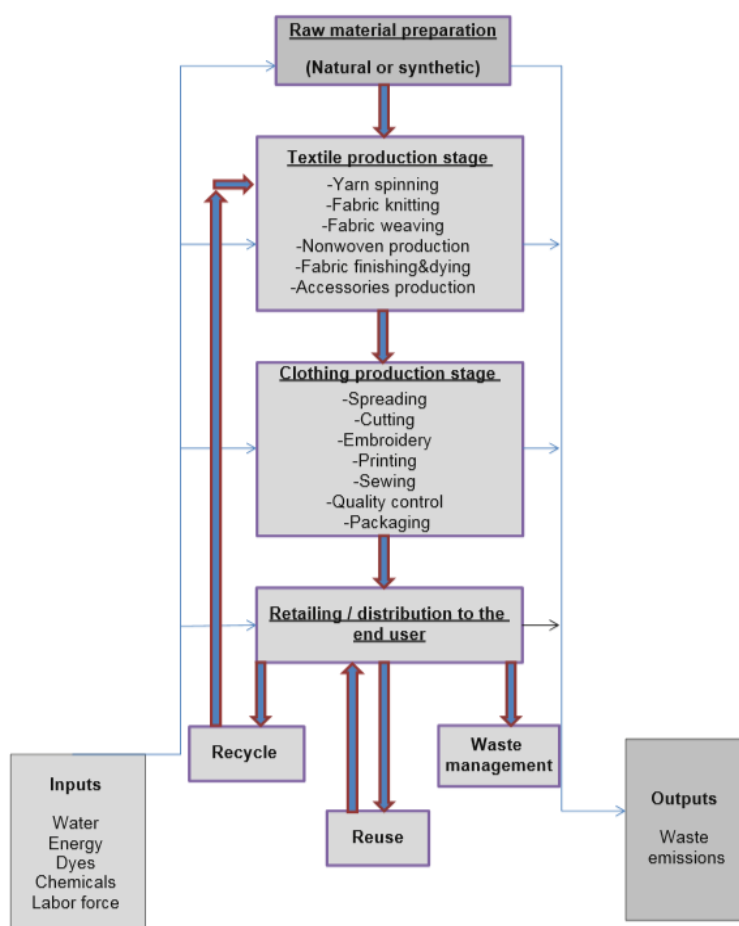 Raw material preparation
(Natural or synthetic)
Textile production stage
-Yarn spinning
-Fabric knitting
-Fabric weaving
-Nonwoven production
-Fabric finishing&dying
-Accessories production
Clothing production stage
-Spreading
-Cutting
-Embroidery
-Printing
-Sewing
-Quality control
-Packaging
Retailing / distribution to the
end user
Recycle
Waste
management
Reuse
Inputs
Water
Energy
Dyes
Chemicals
Labor force
Outputs
Waste
emissions